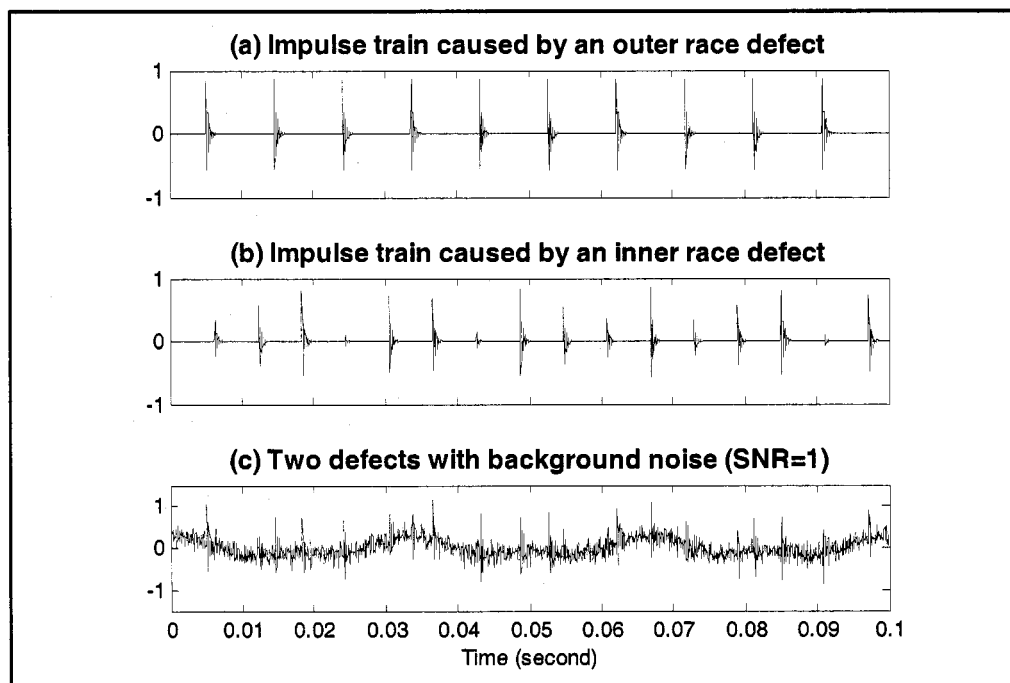 (a) Impulse train caused by an outer race defect
1
0
-1
(b) Impulse train caused by an inner race defect
1
0
-1
(c) Two defects with background noise (SNR=1)
1
0
-1
0 0.01 0.02 0.03 0.04 0.05 0.06 0.07 0.08 0.09 0.1
Time (second)